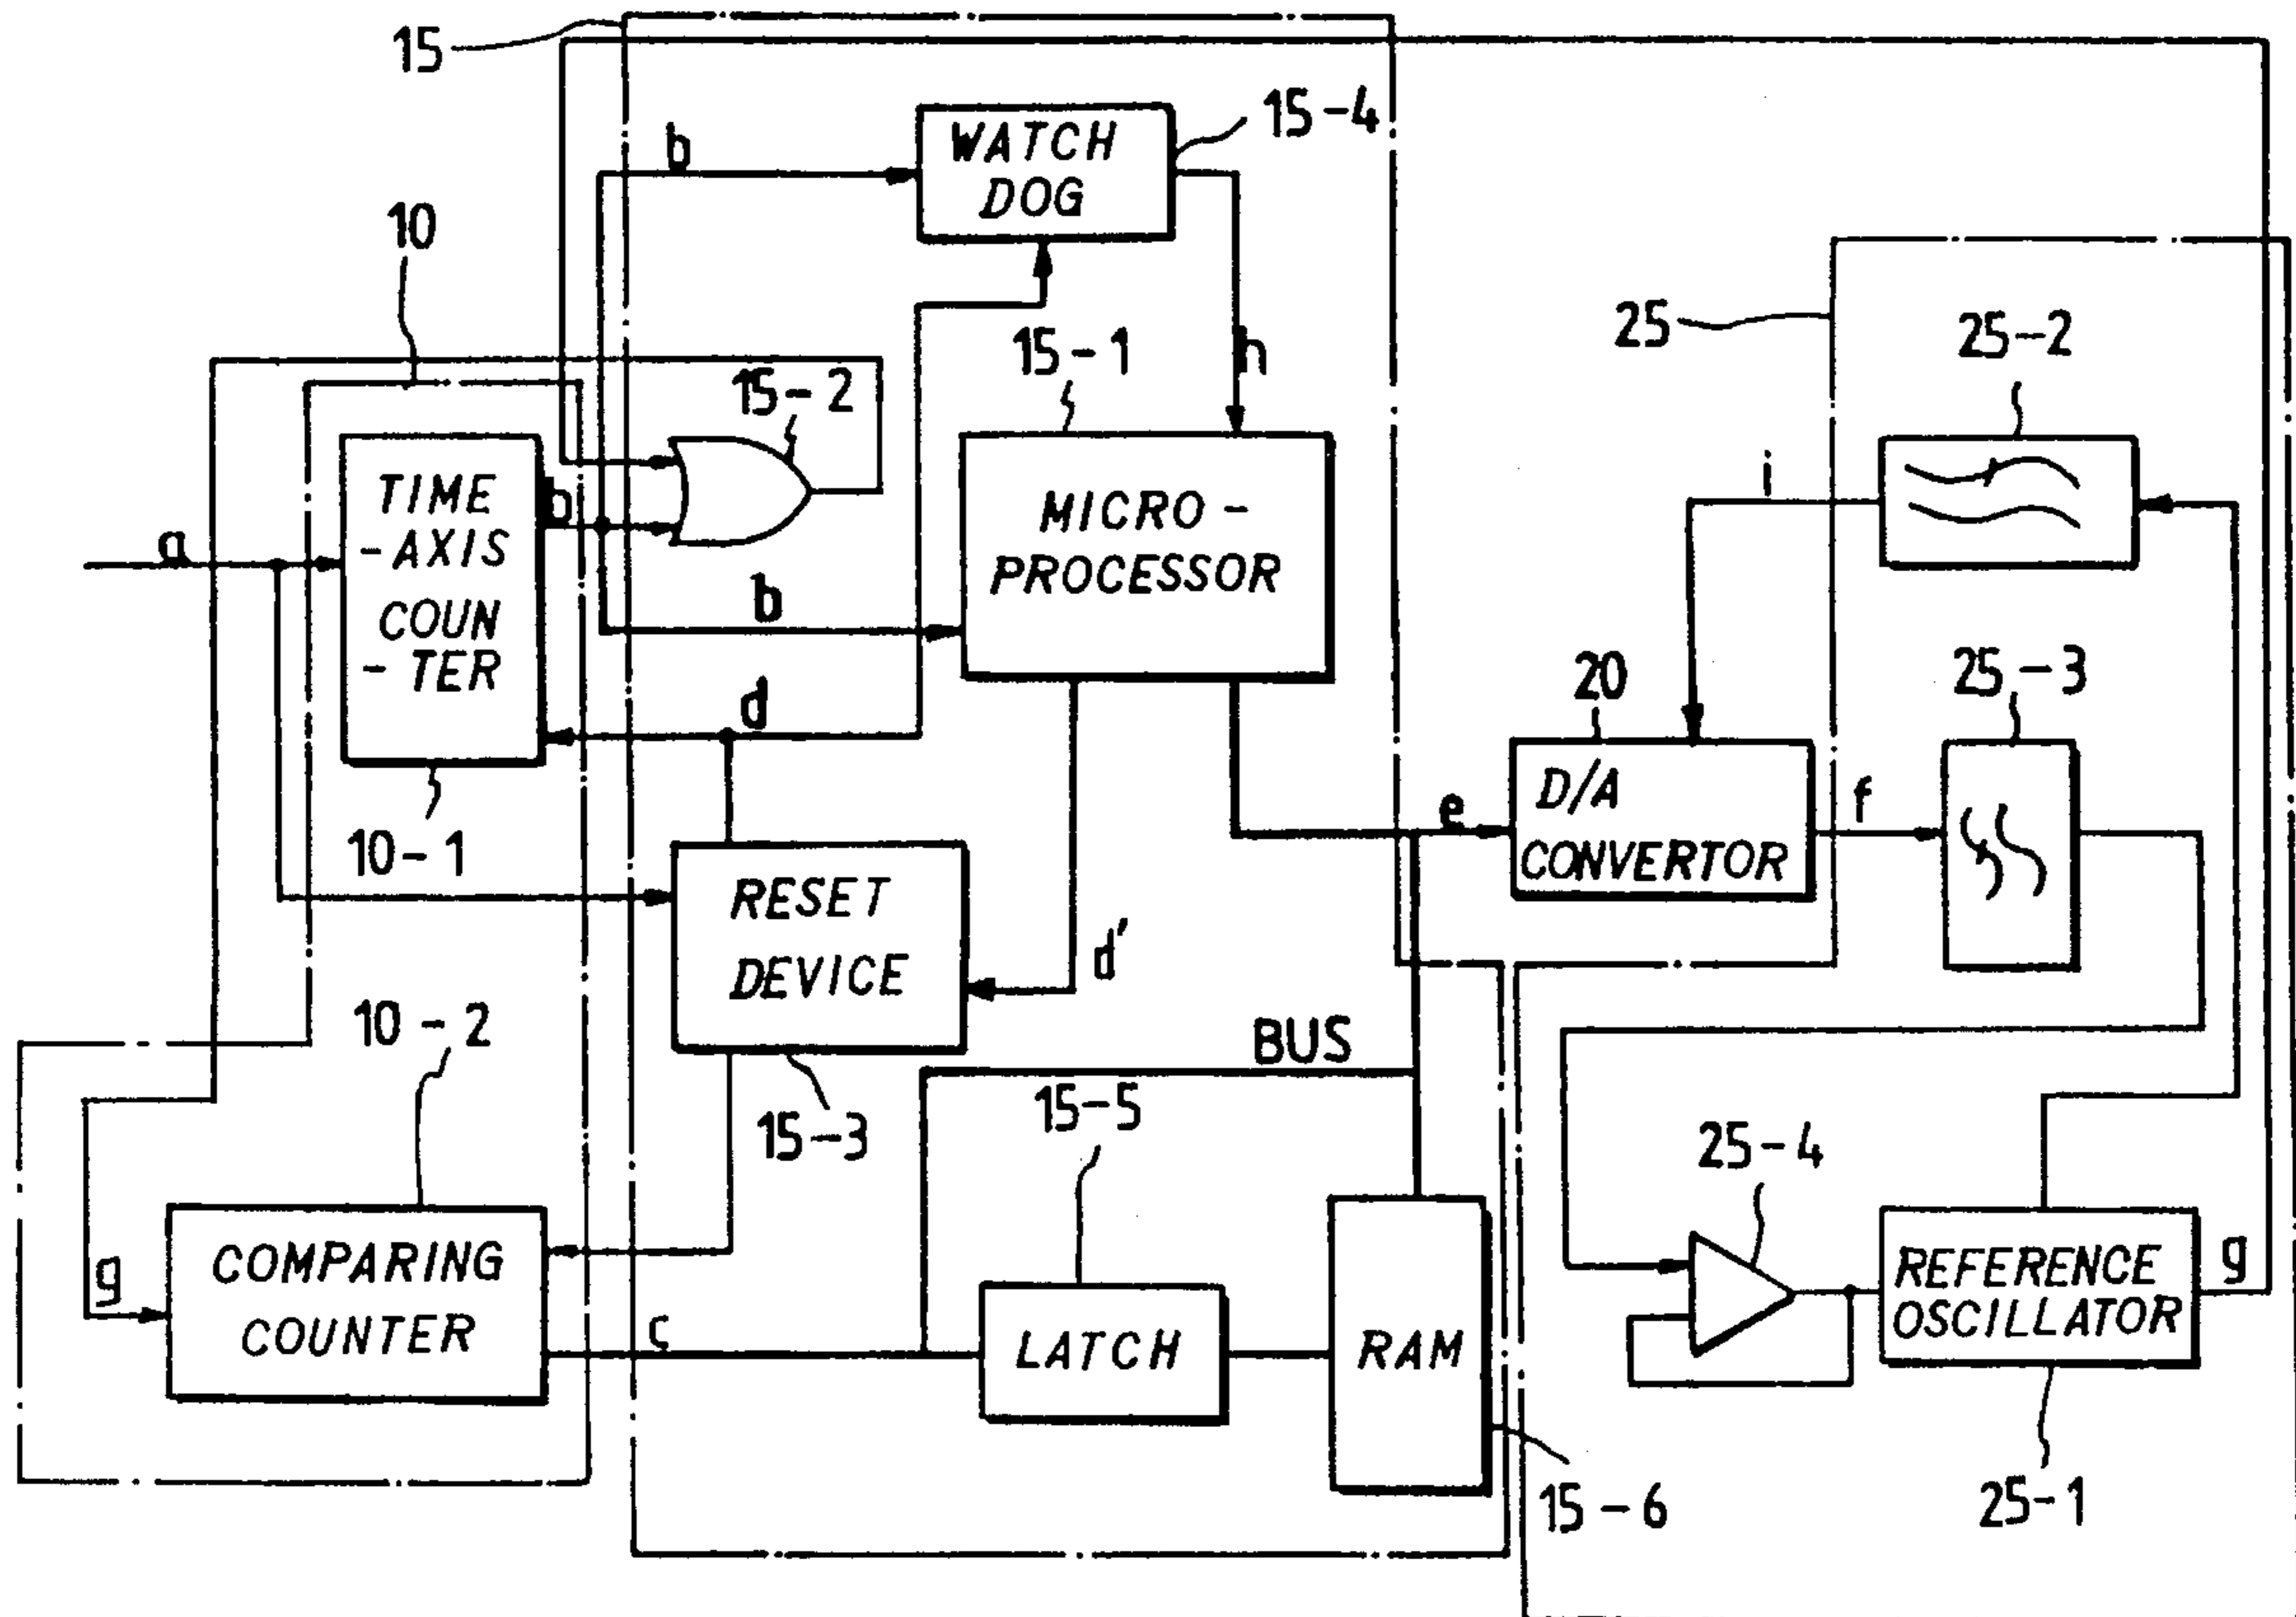 15
b
WATCH
DOG
15-4
10
15-1
h
25
25-2
15-2
TIME
-AXIS
COUN
-TER
a
b
MICRO-
PROCESSOR
i
b
d
20
25-3
10-1
D/A
CONVERTOR
e
f
RESET
DEVICE
d'
10-2
15-3
BUS
15-5
25-4
g
COMPARING
COUNTER
c
LATCH
RAM
REFERENCE
OSCILLATOR
g
15-6
25-1